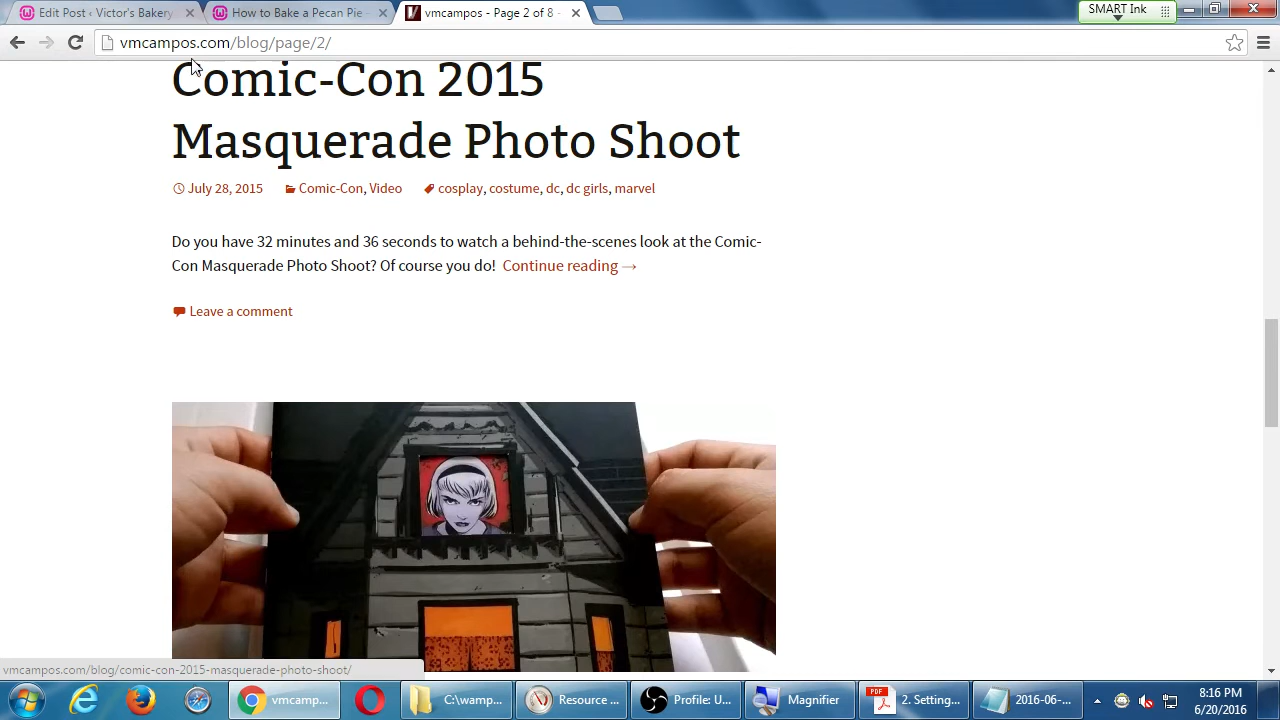 Edit Post ‹ Victor's Bakery
How to Bake a Pecan Pie
vmcampos - Page 2 of 8 -
SMART Ink
vmcampos.com/blog/page/2/
Comic-Con 2015
Masquerade Photo Shoot
July 28, 2015 Comic-Con, Video cosplay, costume, dc, dc girls, marvel
Do you have 32 minutes and 36 seconds to watch a behind-the-scenes look at the Comic-
Con Masquerade Photo Shoot? Of course you do! Continue reading →
Leave a comment
vmcampos.com/blog/comic-con-2015-masquerade-photo-shoot/
vmcamp...
C:\wamp...
Resource ...
Profile: U...
Magnifier
PDF
2. Setting...
2016-06-...
8:16 PM
6/20/2016